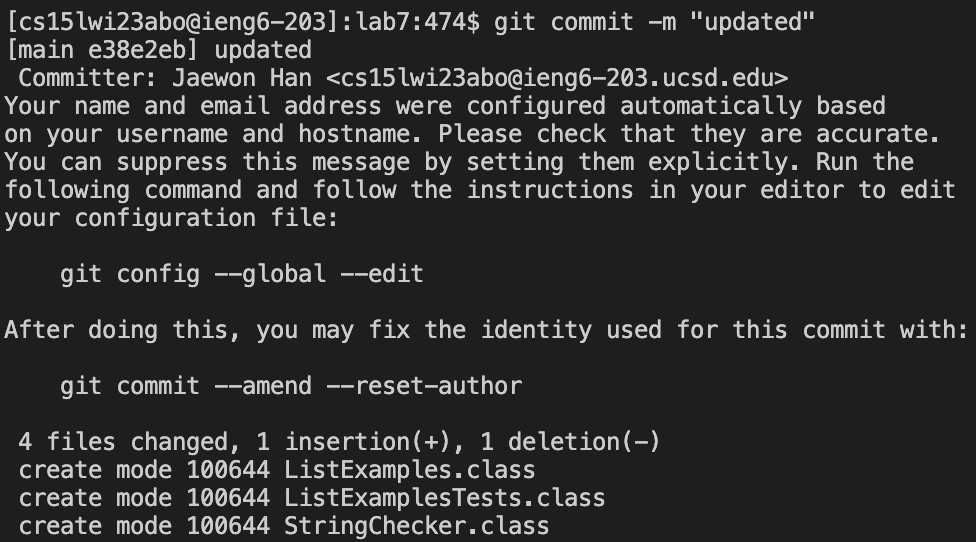 [cs15lwi23abo@ieng6-203]:lab7:474$ git commit -m "updated"
[main e38e2eb] updated
 Committer: Jaewon Han <cs15lwi23abo@ieng6-203.ucsd.edu>
Your name and email address were configured automatically based
on your username and hostname. Please check that they are accurate.
You can suppress this message by setting them explicitly. Run the
following command and follow the instructions in your editor to edit
your configuration file:

    git config --global --edit

After doing this, you may fix the identity used for this commit with:

    git commit --amend --reset-author

 4 files changed, 1 insertion(+), 1 deletion(-)
 create mode 100644 ListExamples.class
 create mode 100644 ListExamplesTests.class
 create mode 100644 StringChecker.class